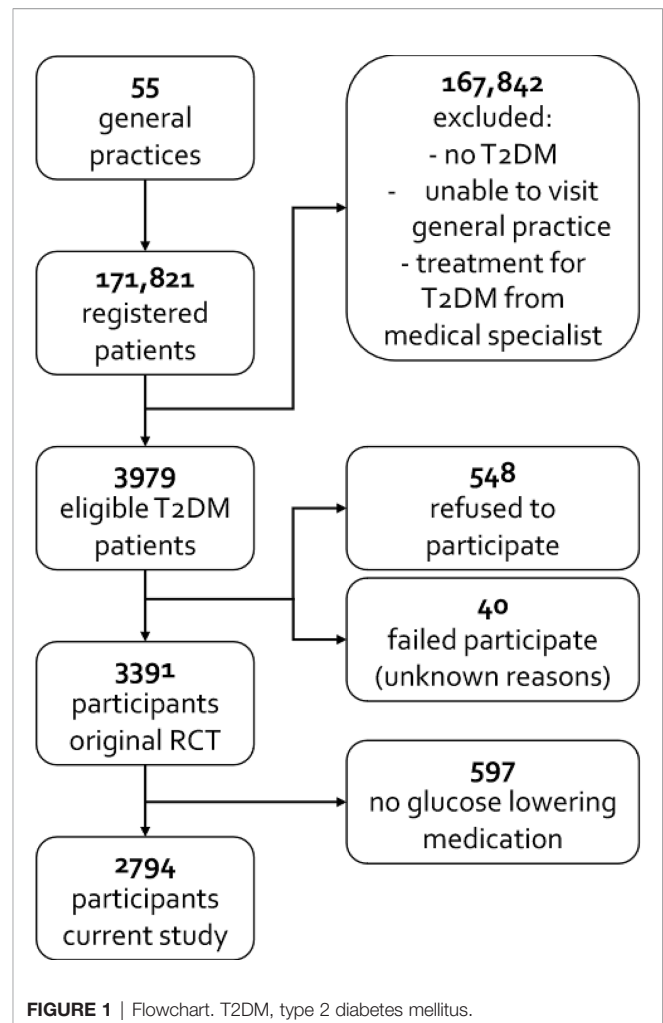 55
general
practices
167,842
excluded:
- no T2DM
- unable to visit
general practice
- treatment for
T2DM from
medical specialist
171,821
registered
patients
3979
eligible T2DM
patients
548
refused to
participate
40
failed participate
(unknown reasons)
3391
participants
original RCT
597
no glucose lowering
medication
2794
participants
current study
FIGURE 1 | Flowchart. T2DM, type 2 diabetes mellitus.